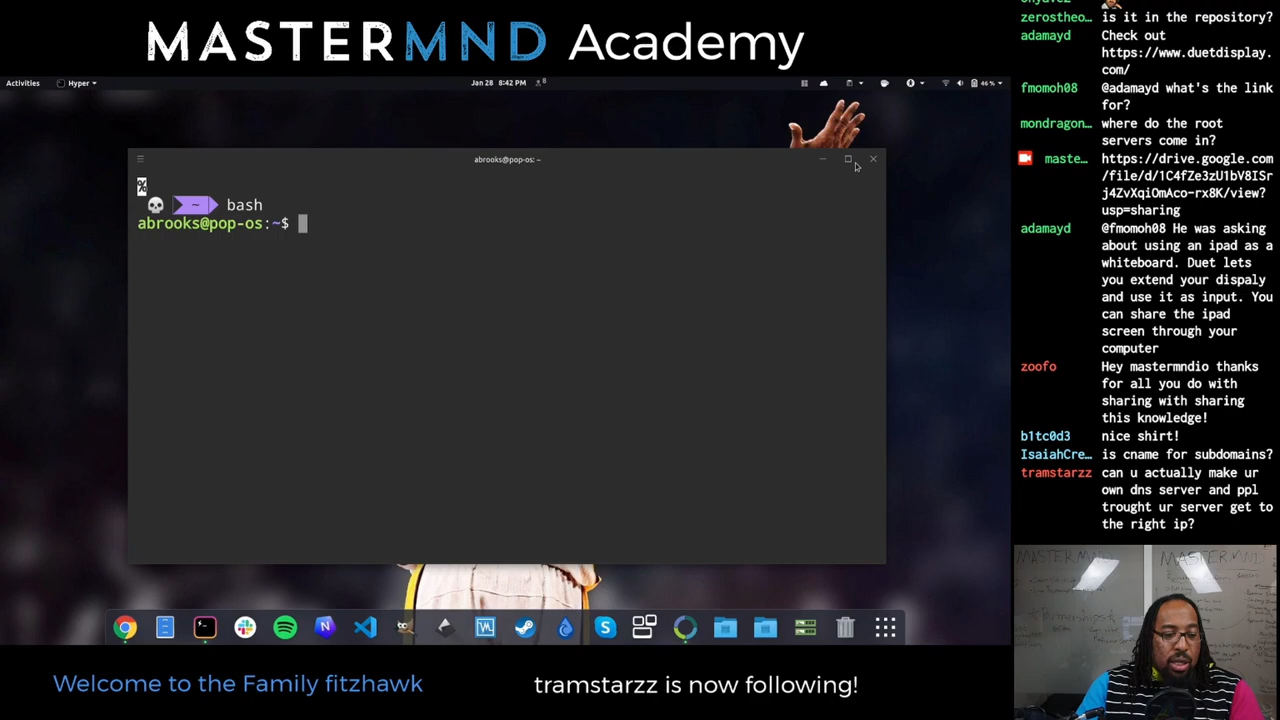 MASTERMND Academy
Activities
Hyper
Jan 28 8:42 PM
46 %
abrooks@pop-os: ~
%
~ bash
abrooks@pop-os:~$
zerostheo… is it in the repository?
adamayd Check out
https://www.duetdisplay.
com/
fmomoh08 @adamayd what's the link
for?
mondragon… where do the root
servers come in?
maste… https://drive.google.com
/file/d/1C4fZe3zU1bV8ISr
j4ZvXqiOmAco-rx8K/view?
usp=sharing
adamayd @fmomoh08 He was asking
about using an ipad as a
whiteboard. Duet lets
you extend your dispaly
and use it as input. You
can share the ipad
screen through your
computer
zoofo Hey mastermndio thanks
for all you do with
sharing with sharing
this knowledge!
b1tc0d3 nice shirt!
IsaiahCre… is cname for subdomains?
tramstarzz can u actually make ur
own dns server and ppl
trought ur server get to
the right ip?
MASTER MND
MASTERMND
Welcome to the Family fitzhawk
tramstarzz is now following!